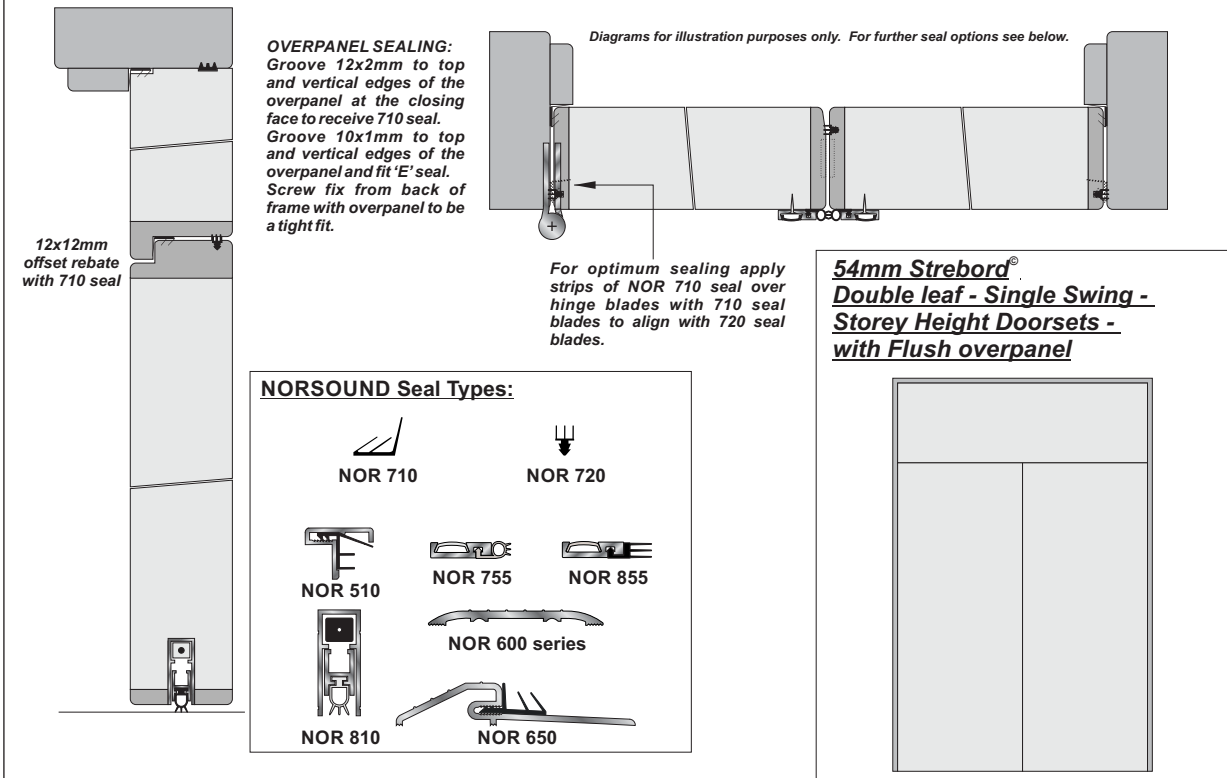 OVERPANEL SEALING:
Groove 12x2mm to top
and vertical edges of the
overpanel at the closing
face to receive 710 seal.
Groove 10x1mm to top
and vertical edges of the
overpanel and fit ‘E’ seal.
Screw fix from back of
frame with overpanel to be
a tight fit.
Diagrams for illustration purposes only. For further seal options see below.
12x12mm
offset rebate
with 710 seal
For optimum sealing apply
strips of NOR 710 seal over
hinge blades with 710 seal
blades to align with 720 seal
blades.
54mm Strebord©
Double leaf - Single Swing -
Storey Height Doorsets -
with Flush overpanel
NORSOUND Seal Types:
NOR 710
NOR 720
NOR 510
NOR 755
NOR 855
NOR 600 series
NOR 810
NOR 650